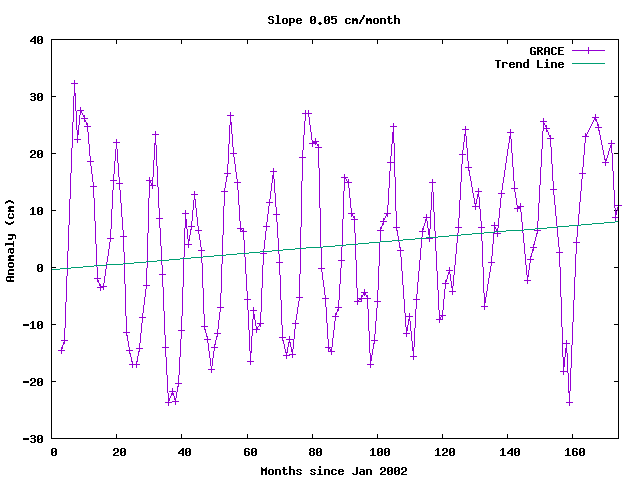 Slope 0.05 cm/month
GRACE
Trend Line
40
30
20
10
0
-10
-20
-30
Anomaly (cm)
0 20 40 60 80 100 120 140 160
Months since Jan 2002